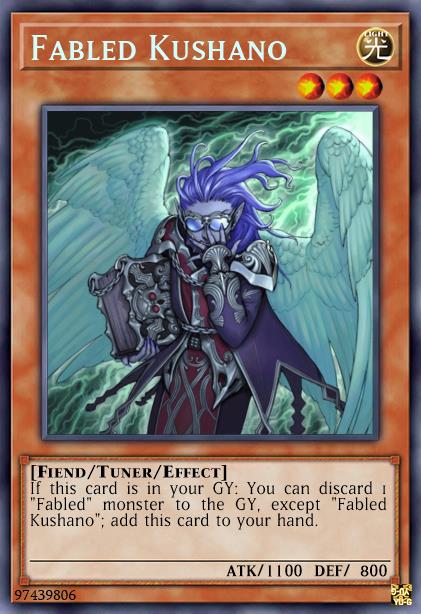 Fabled Kushano
LIGHT
光
[Fiend/Tuner/Effect]
If this card is in your GY: You can discard 1
"Fabled" monster to the GY, except "Fabled
Kushano"; add this card to your hand.
ATK/1100 DEF/ 800
97439806